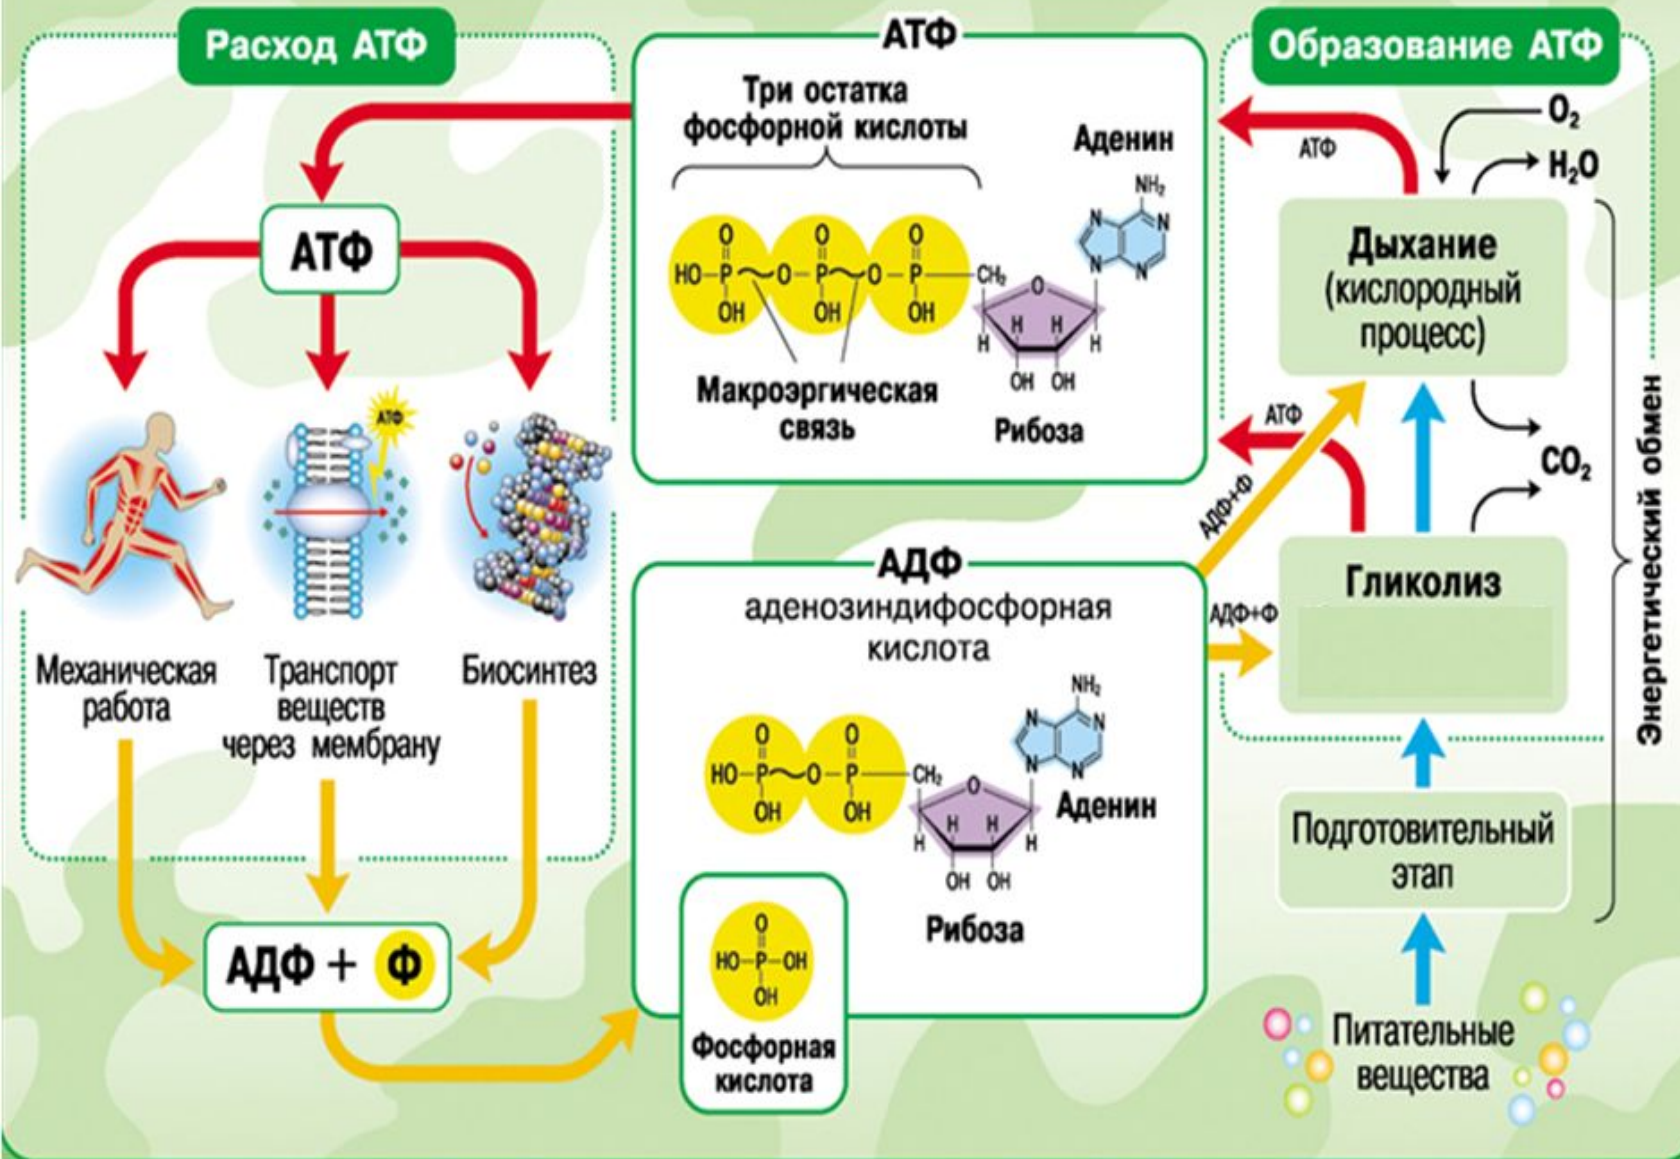 Расход АТФ
АТФ
Механическая
работа
АТФ
Транспорт
веществ
через мембрану
Биосинтез
АДФ + Ф
АТФ
Три остатка
фосфорной кислоты
Аденин
NH₂
N
N
N
N
O
O
O
HO–P~O–P~O–P–CH₂
OH
OH
OH
O
H
H
H
H
OH
OH
Макроэргическая
связь
Рибоза
АДФ
аденозиндифосфорная
кислота
NH₂
N
N
N
N
O
O
HO–P~O–P–CH₂
OH
OH
O
H
H
H
H
OH
OH
Аденин
Рибоза
O
HO–P–OH
OH
Фосфорная
кислота
Образование АТФ
O₂
H₂O
АТФ
Дыхание
(кислородный
процесс)
АТФ
CO₂
АДФ+Ф
АДФ+Ф
Гликолиз
Подготовительный
этап
Питательные
вещества
Энергетический обмен